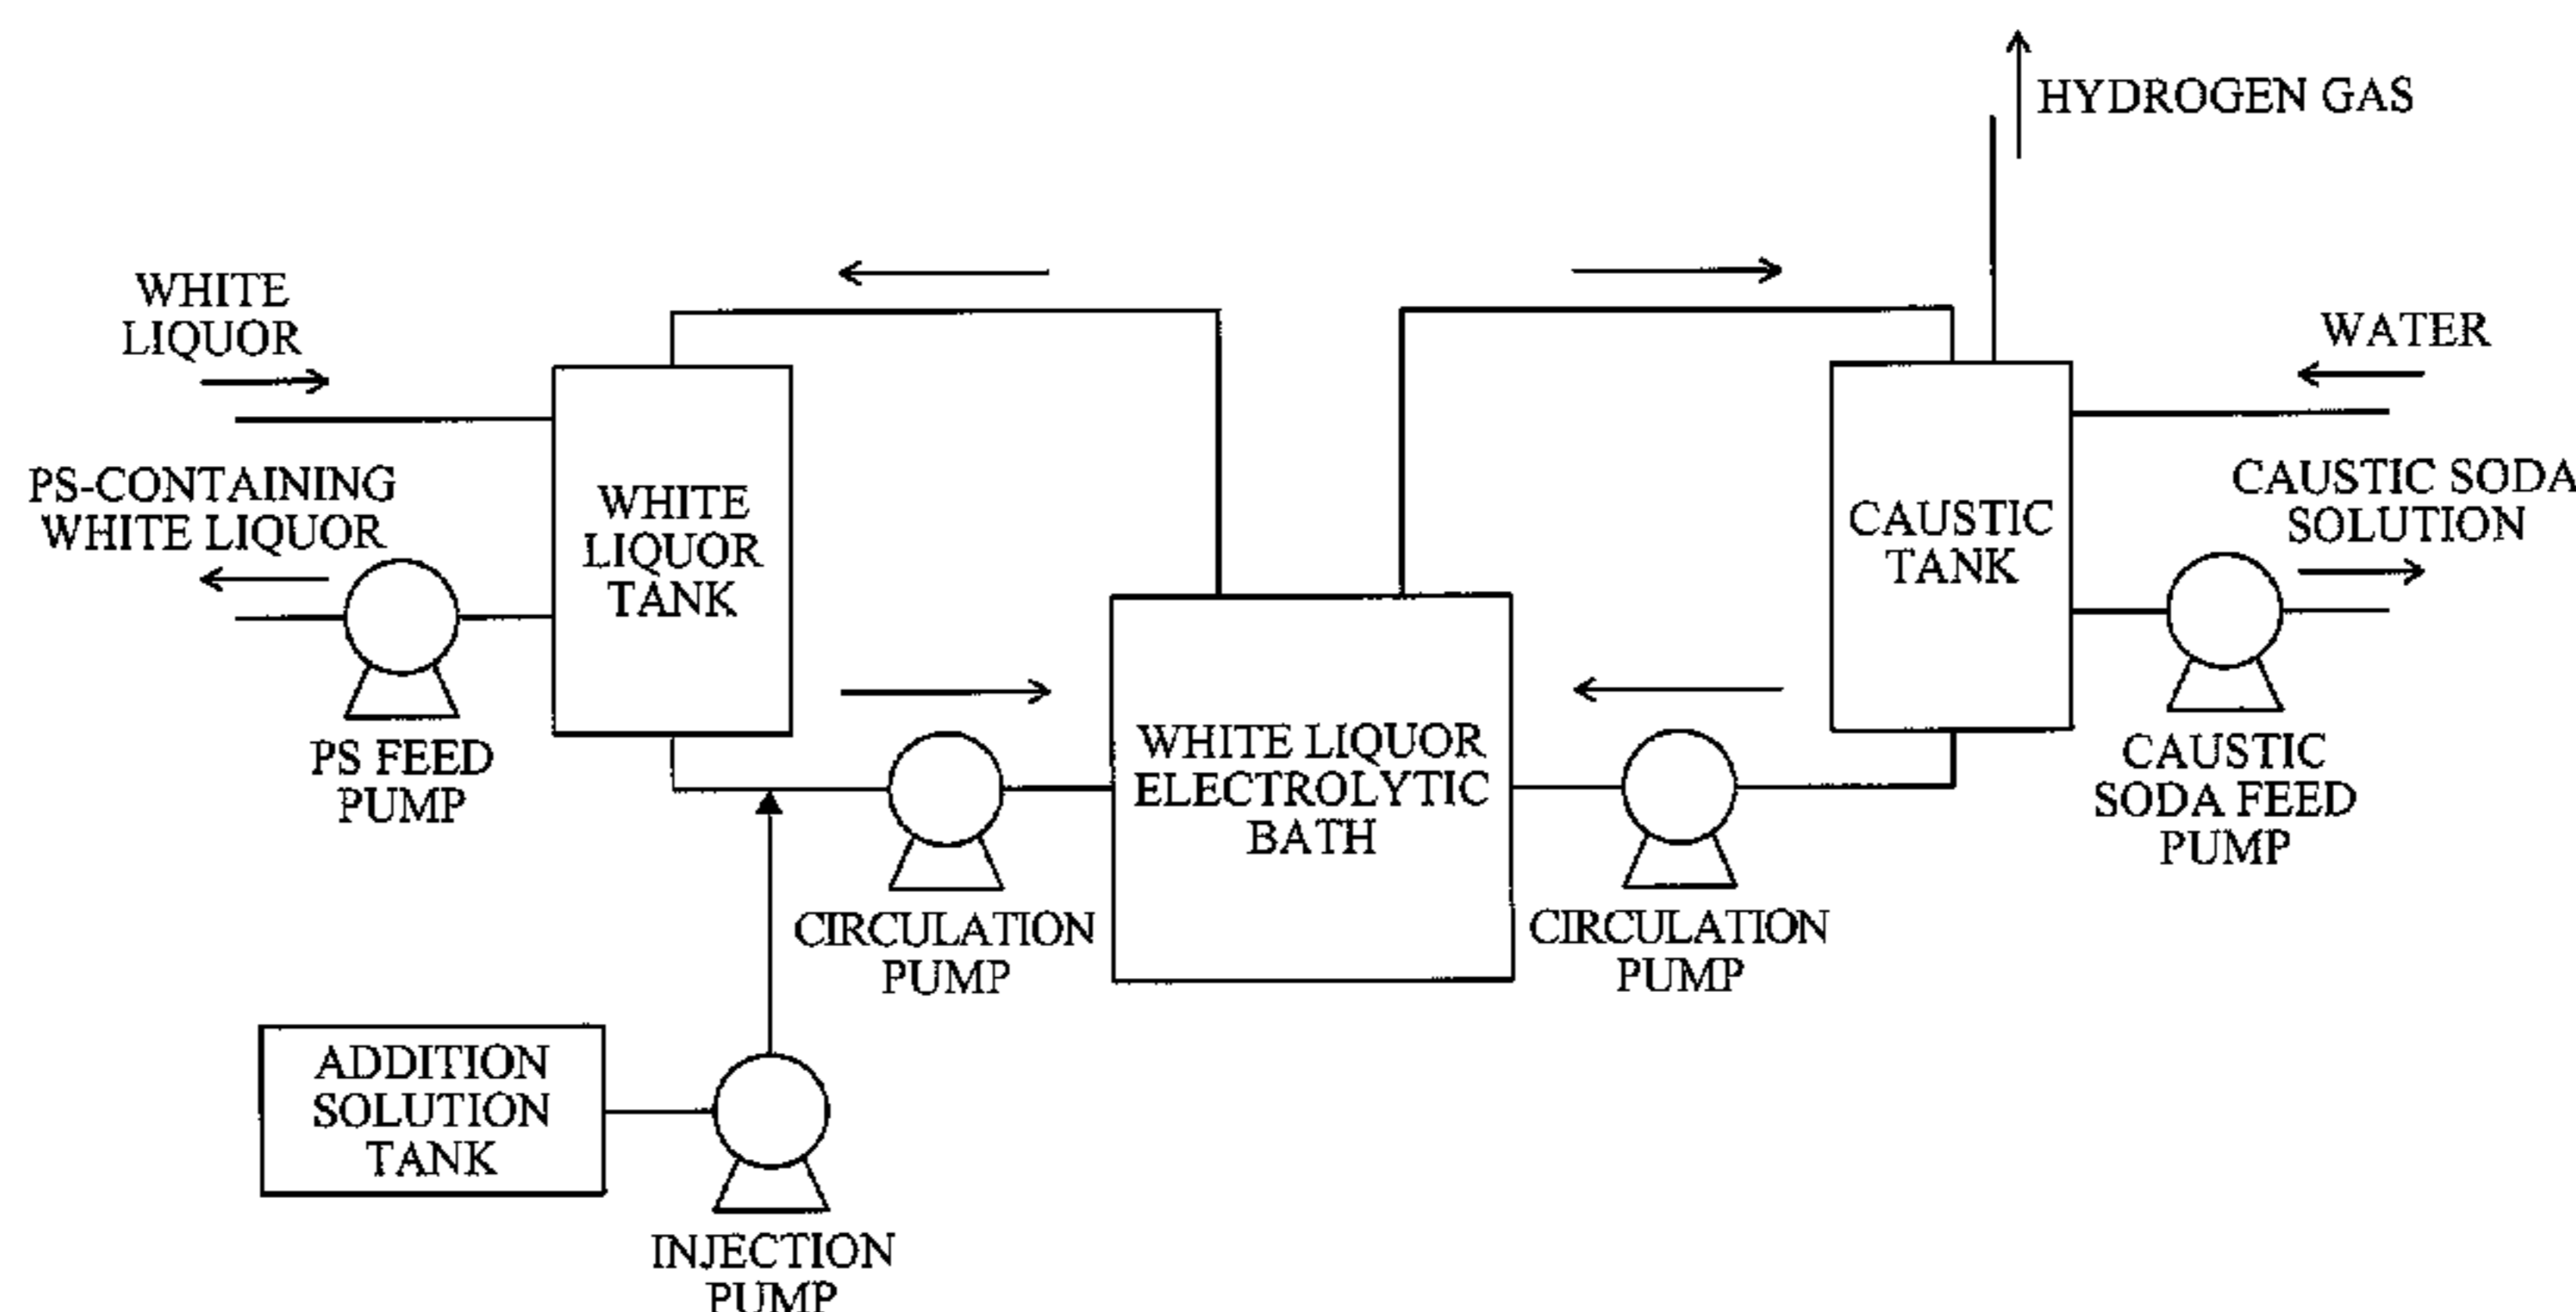 HYDROGEN GAS
WHITE
LIQUOR
WATER
PS-CONTAINING
WHITE LIQUOR
WHITE
LIQUOR
TANK
CAUSTIC
TANK
CAUSTIC SODA
SOLUTION
PS FEED
PUMP
WHITE LIQUOR
ELECTROLYTIC
BATH
CAUSTIC
SODA FEED
PUMP
CIRCULATION
PUMP
CIRCULATION
PUMP
ADDITION
SOLUTION
TANK
INJECTION
PUMP